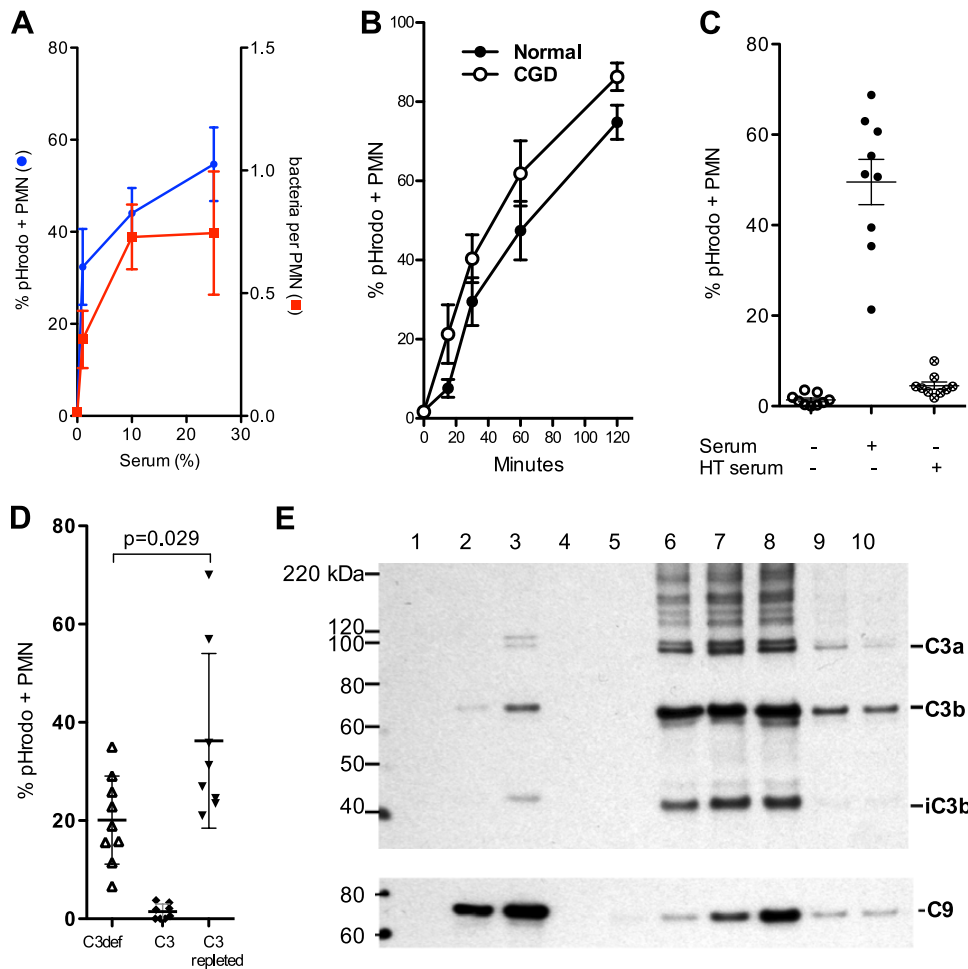 A
80
60
40
20
0
% pHrodo + PMN (●)
1.5
1.0
0.5
0.0
bacteria per PMN (■)
0 10 20 30
Serum (%)
B
100
80
60
40
20
0
% pHrodo + PMN
Normal
CGD
0 20 40 60 80 100 120
Minutes
C
80
60
40
20
0
% pHrodo + PMN
Serum - + -
HT serum - - +
D
80
60
40
20
0
% pHrodo + PMN
p=0.029
C3def C3 C3
repleted
E
1 2 3 4 5 6 7 8 9 10
220 kDa
120
100
80
60
50
40
–C3a
–C3b
–iC3b
80
60
-C9